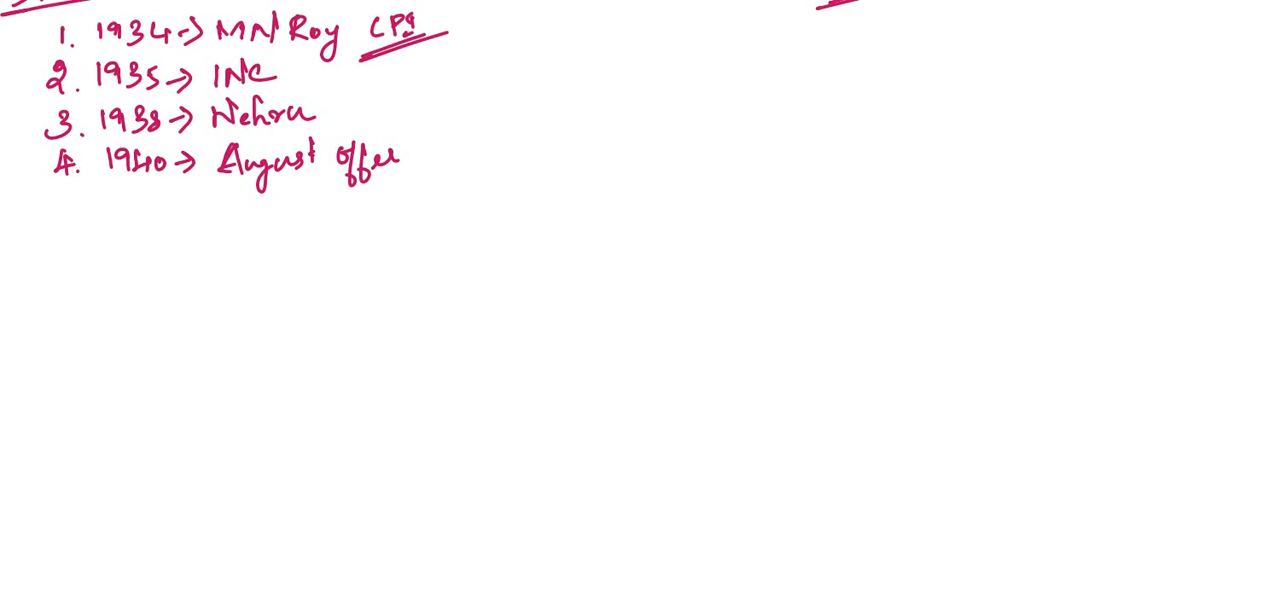 1. 1934 -> MN Roy CPI
2. 1935 -> INC
3. 1938 -> Nehru
4. 1940 -> August Offer